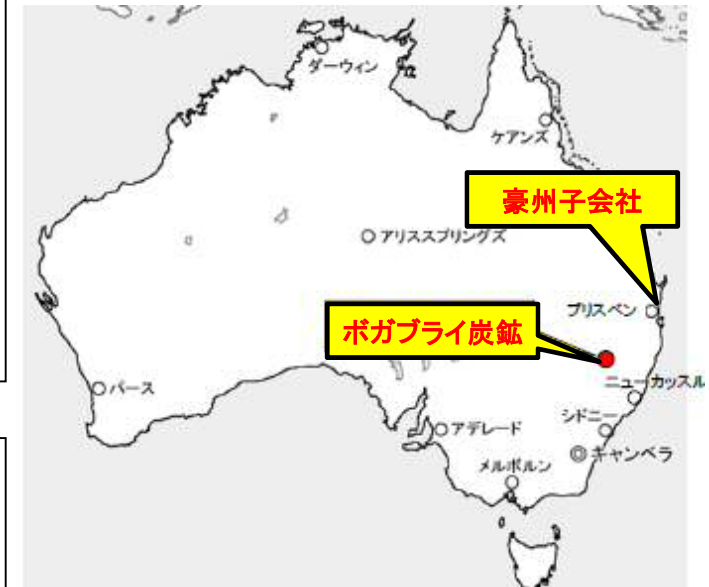 ダーウィン
ケアンズ
豪州子会社
アリススプリングズ
ブリスベン
ボガブライ炭鉱
ニューカッスル
パース
シドニー
アデレード
キャンベラ
メルボルン